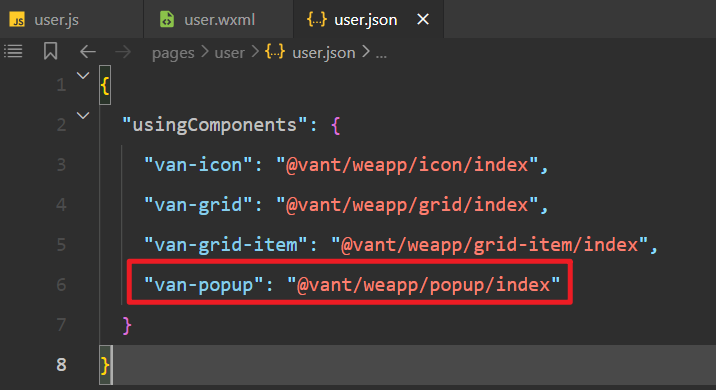 JS user.js
user.wxml
{..} user.json ×
pages > user > {..} user.json > ...
1 {
2 "usingComponents": {
3 "van-icon": "@vant/weapp/icon/index",
4 "van-grid": "@vant/weapp/grid/index",
5 "van-grid-item": "@vant/weapp/grid-item/index",
6 "van-popup": "@vant/weapp/popup/index"
7 }
8 }